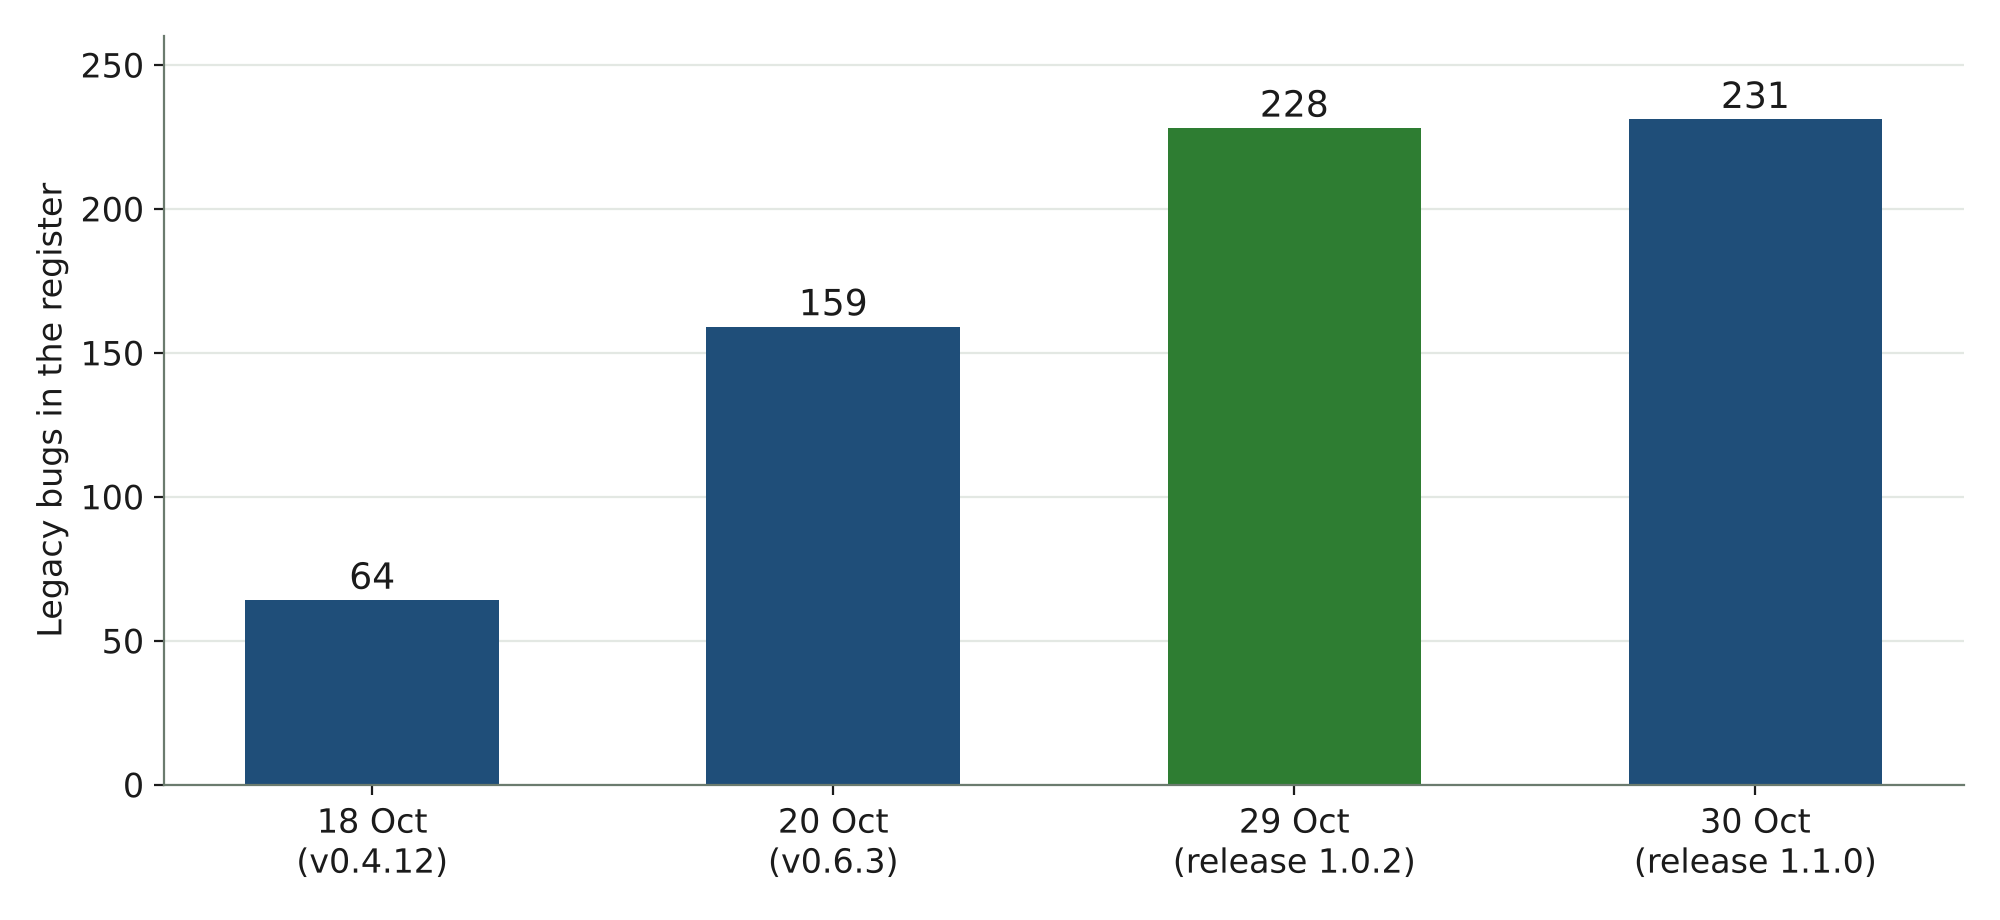 250
200
150
100
50
0
Legacy bugs in the register
64
159
228
231
18 Oct
(v0.4.12)
20 Oct
(v0.6.3)
29 Oct
(release 1.0.2)
30 Oct
(release 1.1.0)